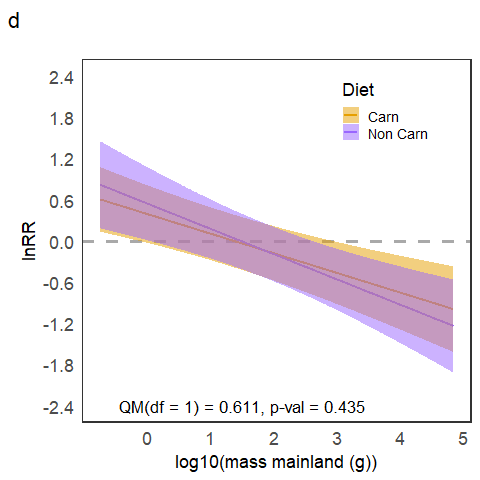 d
Diet
Carn
Non Carn
lnRR
2.4
1.8
1.2
0.6
0.0
-0.6
-1.2
-1.8
-2.4
QM(df = 1) = 0.611, p-val = 0.435
0 1 2 3 4 5
log10(mass mainland (g))